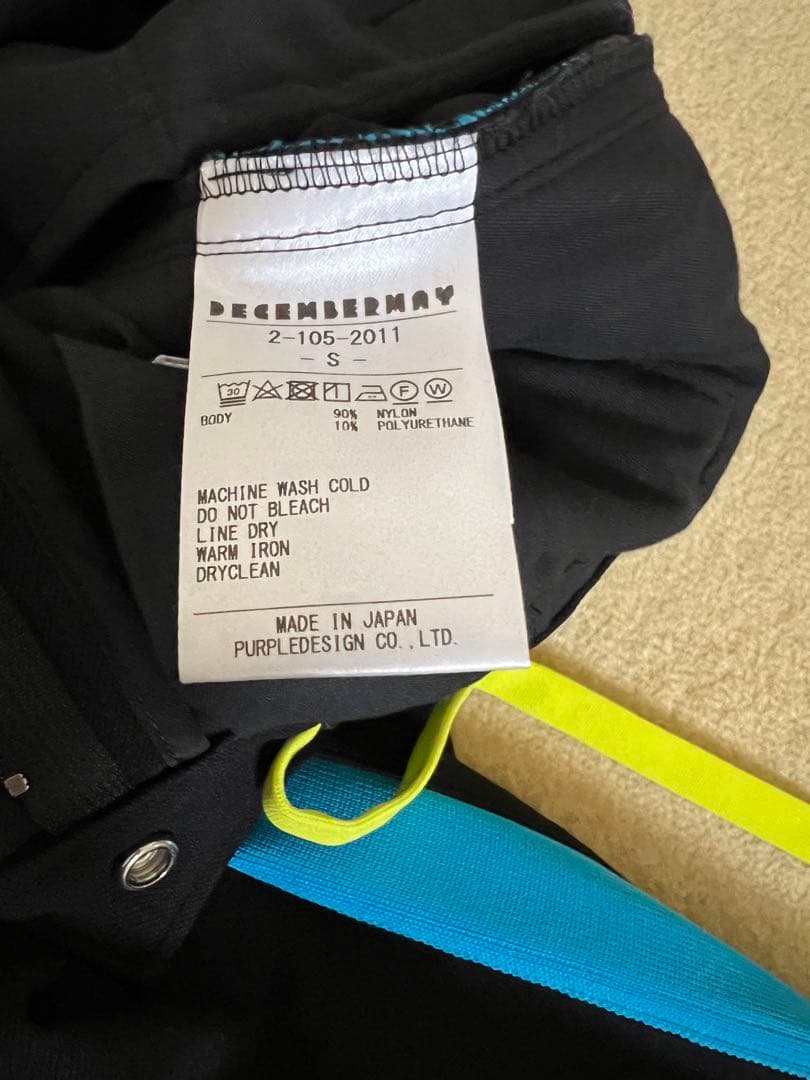 DECEMBERMAY
2-105-2011
- S -
30 F W
BODY 90% NYLON
10% POLYURETHANE
MACHINE WASH COLD
DO NOT BLEACH
LINE DRY
WARM IRON
DRYCLEAN
MADE IN JAPAN
PURPLEDESIGN CO.,LTD.